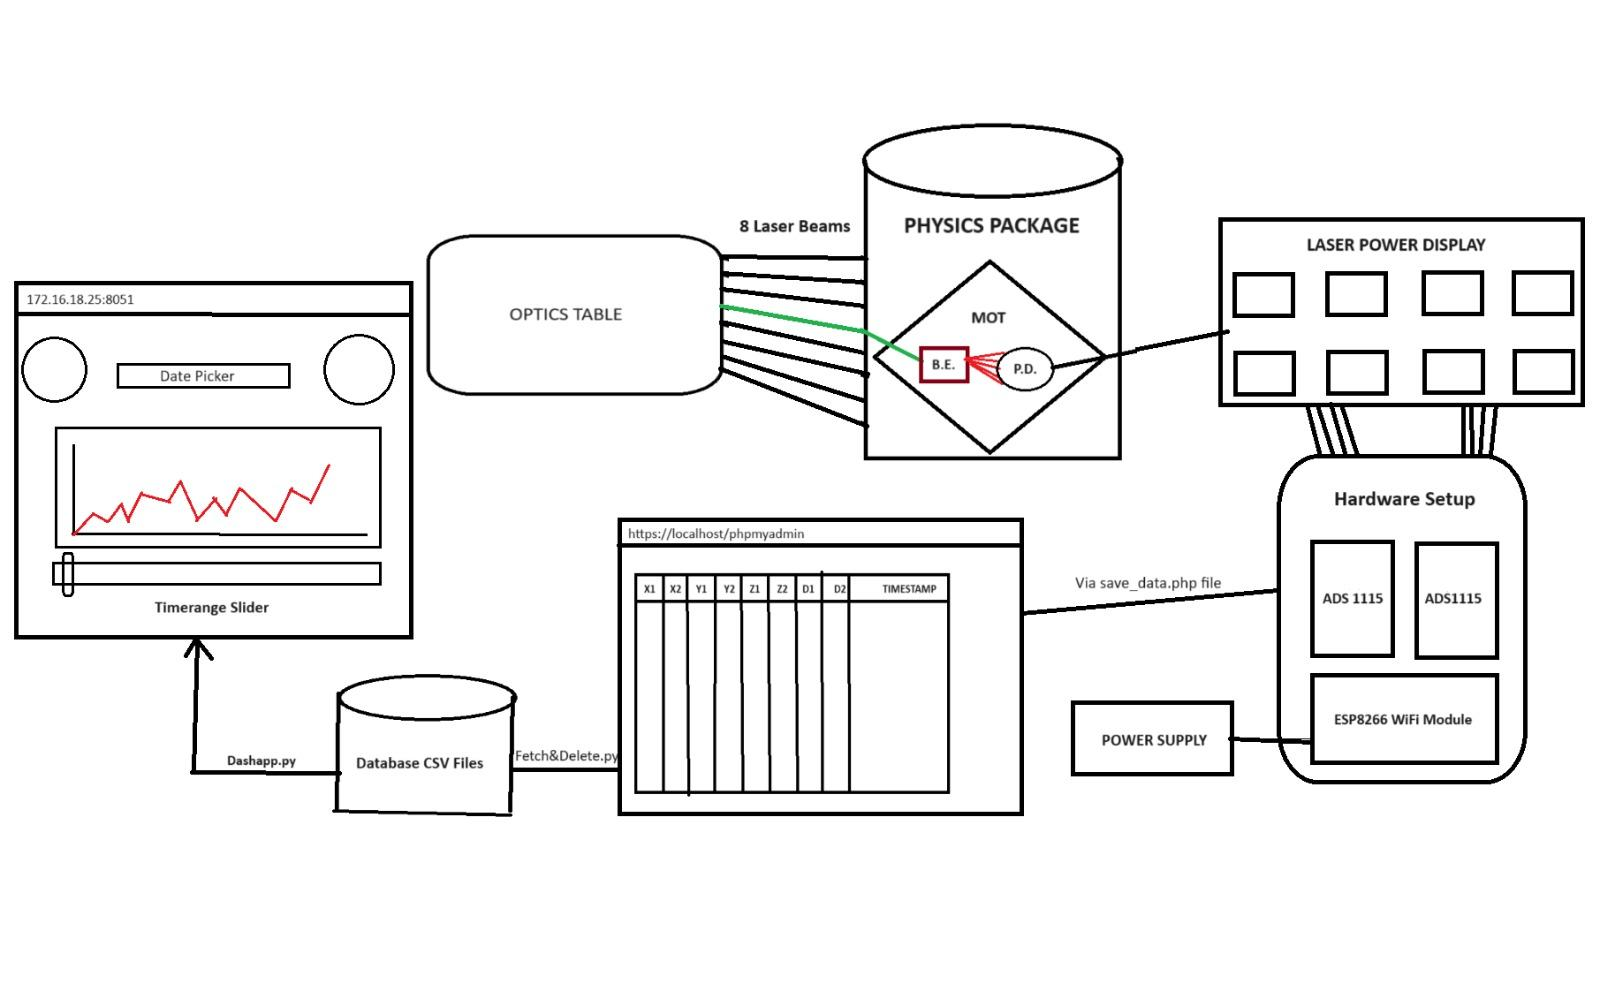 8 Laser Beams
PHYSICS PACKAGE
LASER POWER DISPLAY
172.16.18.25:8051
OPTICS TABLE
MOT
B.E.
P.D.
Date Picker
Hardware Setup
https://localhost/phpmyadmin
X1 X2 Y1 Y2 Z1 Z2 D1 D2 TIMESTAMP
Via save_data.php file
ADS 1115
ADS1115
Timerange Slider
ESP8266 WiFi Module
POWER SUPPLY
Dashapp.py
Database CSV Files
Fetch&Delete.py